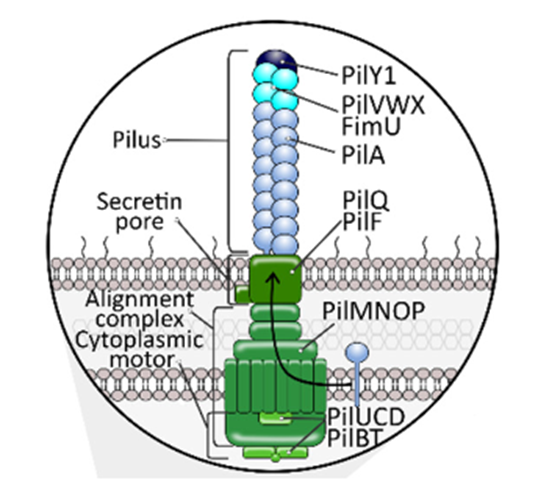 PilY1
PilVWX
FimU
Pilus
PilA
Secretin
pore
PilQ
PilF
Alignment
complex
PilMNOP
Cytoplasmic
motor
PilUCD
PilBT